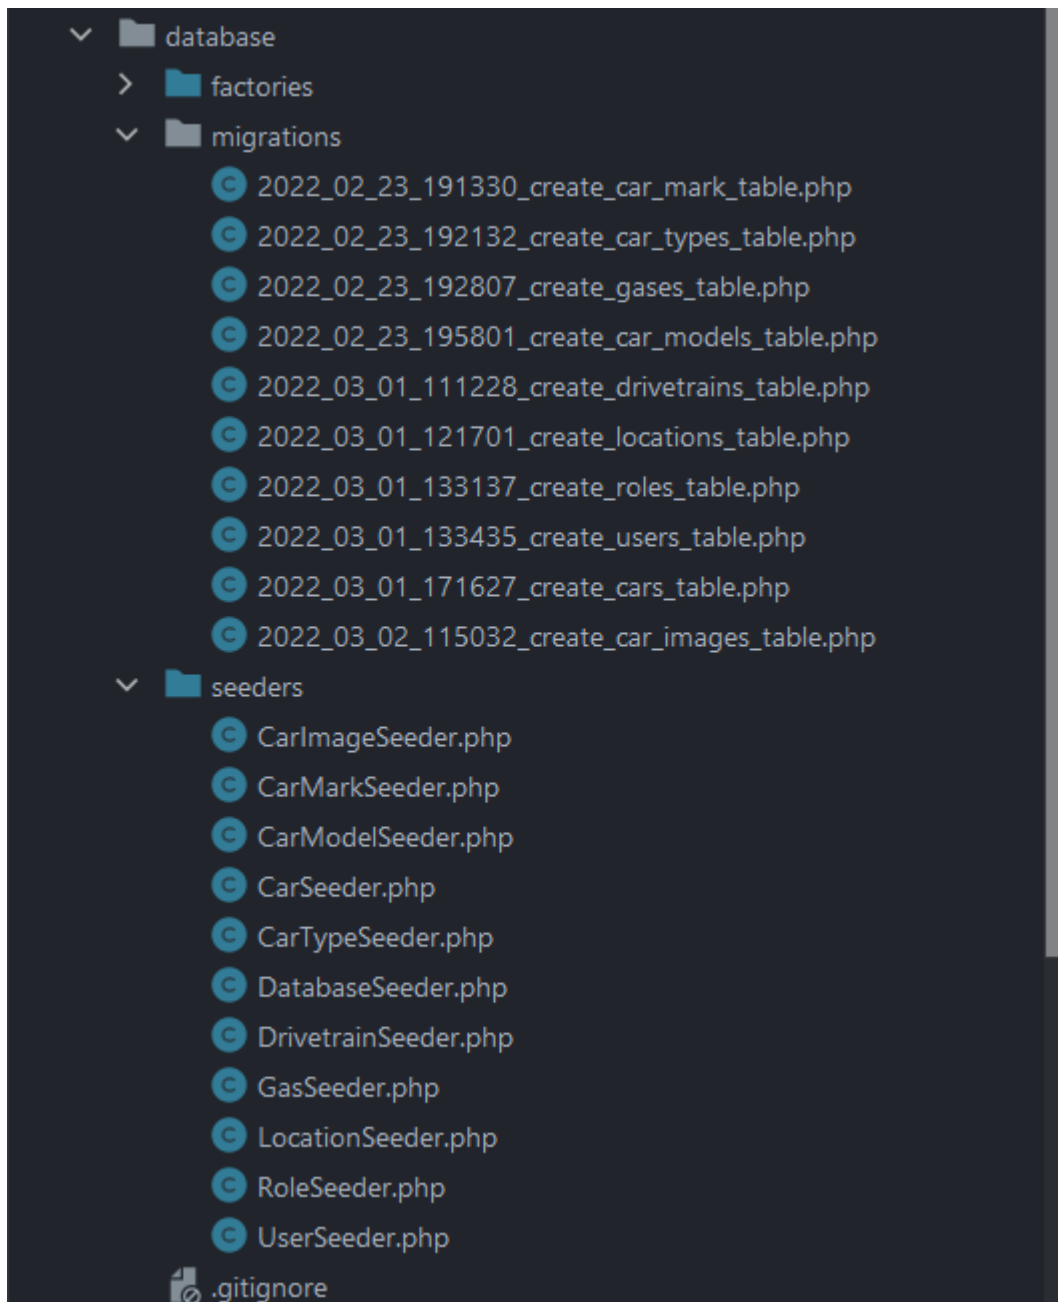 database
factories
migrations
2022_02_23_191330_create_car_mark_table.php
2022_02_23_192132_create_car_types_table.php
2022_02_23_192807_create_gases_table.php
2022_02_23_195801_create_car_models_table.php
2022_03_01_111228_create_drivetrains_table.php
2022_03_01_121701_create_locations_table.php
2022_03_01_133137_create_roles_table.php
2022_03_01_133435_create_users_table.php
2022_03_01_171627_create_cars_table.php
2022_03_02_115032_create_car_images_table.php
seeders
CarImageSeeder.php
CarMarkSeeder.php
CarModelSeeder.php
CarSeeder.php
CarTypeSeeder.php
DatabaseSeeder.php
DrivetrainSeeder.php
GasSeeder.php
LocationSeeder.php
RoleSeeder.php
UserSeeder.php
.gitignore